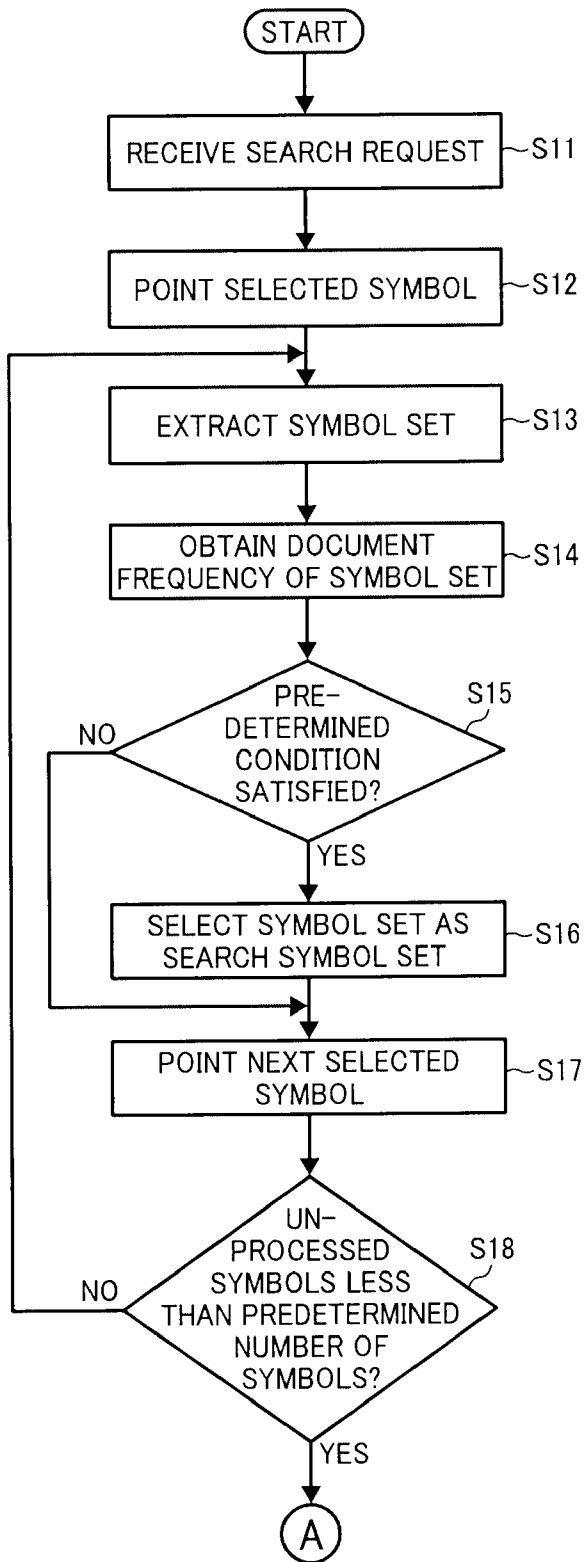 START
RECEIVE SEARCH REQUEST
S11
POINT SELECTED SYMBOL
S12
EXTRACT SYMBOL SET
S13
OBTAIN DOCUMENT
FREQUENCY OF SYMBOL SET
S14
PRE-
DETERMINED
CONDITION
SATISFIED?
S15
NO
YES
SELECT SYMBOL SET AS
SEARCH SYMBOL SET
S16
POINT NEXT SELECTED
SYMBOL
S17
UN-
PROCESSED
SYMBOLS LESS
THAN PREDETERMINED
NUMBER OF
SYMBOLS?
S18
NO
YES
A